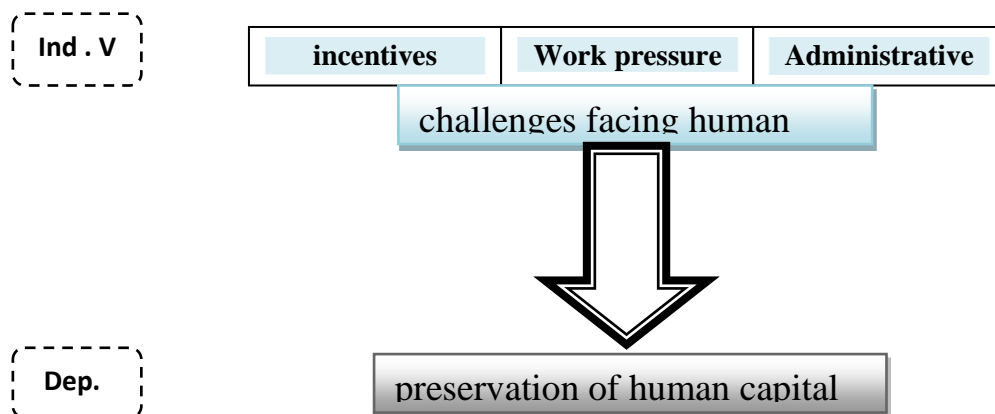 Ind . V
incentives
Work pressure
Administrative
challenges facing human
Dep.
preservation of human capital